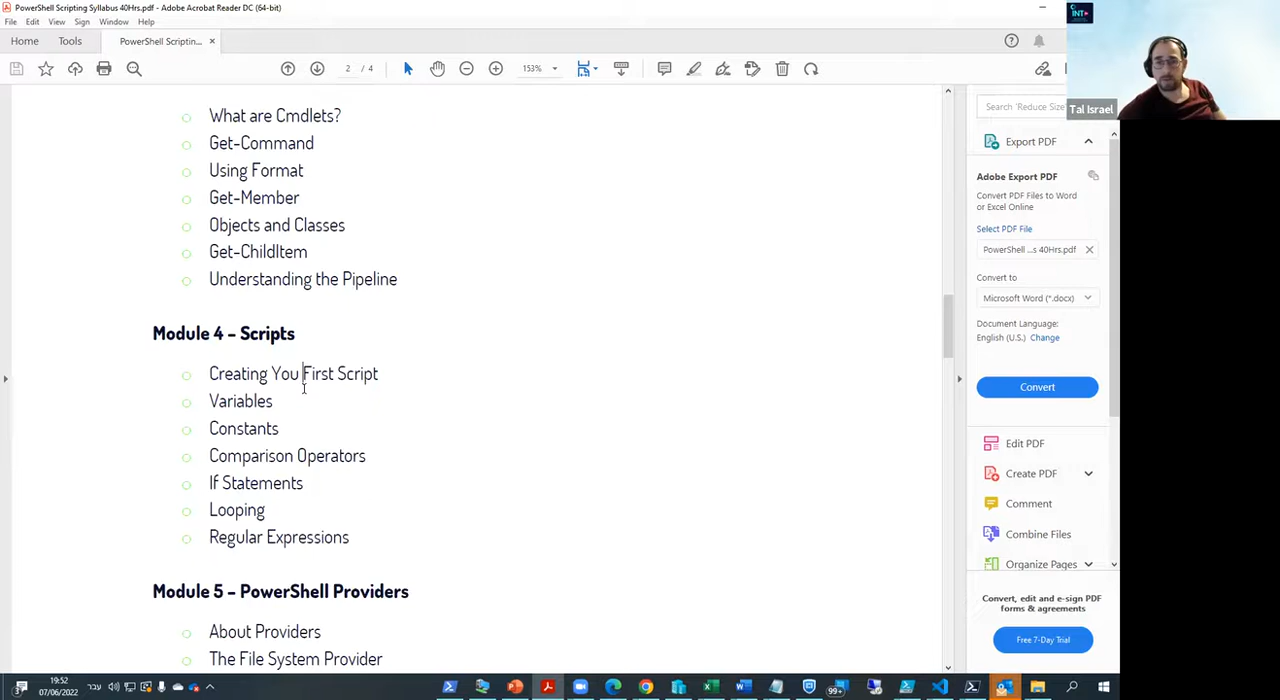 PowerShell Scripting Syllabus 40Hrs.pdf - Adobe Acrobat Reader DC (64-bit)
File Edit View Sign Window Help
Home Tools PowerShell Scriptin... ×
2 / 4 153%
INT
Tal Israel
What are Cmdlets?
Get-Command
Using Format
Get-Member
Objects and Classes
Get-ChildItem
Understanding the Pipeline
Module 4 – Scripts
Creating You First Script
Variables
Constants
Comparison Operators
If Statements
Looping
Regular Expressions
Module 5 – PowerShell Providers
About Providers
The File System Provider
Search 'Reduce Size
Export PDF
Adobe Export PDF
Convert PDF Files to Word
or Excel Online
Select PDF File
PowerShell ...s 40Hrs.pdf
Convert to
Microsoft Word (*.docx)
Document Language:
English (U.S.) Change
Convert
Edit PDF
Create PDF
Comment
Combine Files
Organize Pages
Convert, edit and e-sign PDF
forms & agreements
Free 7-Day Trial
19:52
07/06/2022
עבר
99+